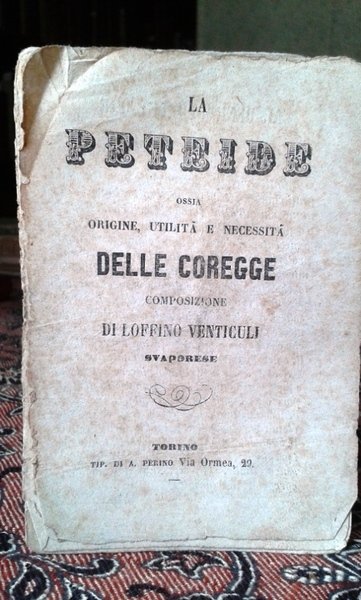 LA
PETEIDE
OSSIA
ORIGINE, UTILITÀ E NECESSITÀ
DELLE COREGGE
COMPOSIZIONE
DI LOFFINO VENTICULI
SVAPORESE
TORINO
TIP. DI A. PERINO Via Ormea, 29.